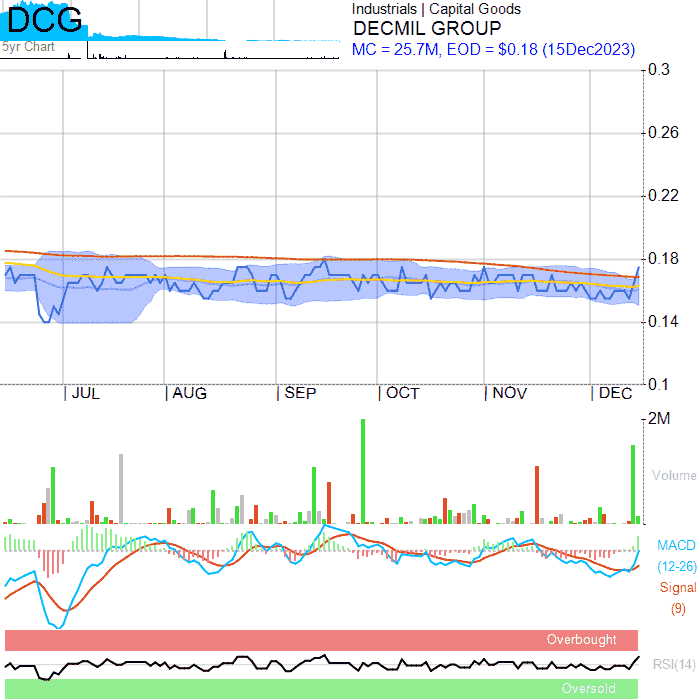 DCG
5yr Chart
Industrials | Capital Goods
DECMIL GROUP
MC = 25.7M, EOD = $0.18 (15Dec2023)
0.3
0.26
0.22
0.18
0.14
0.1
JUL AUG SEP OCT NOV DEC
2M
Volume
MACD
(12-26)
Signal
(9)
Overbought
RSI(14)
Oversold